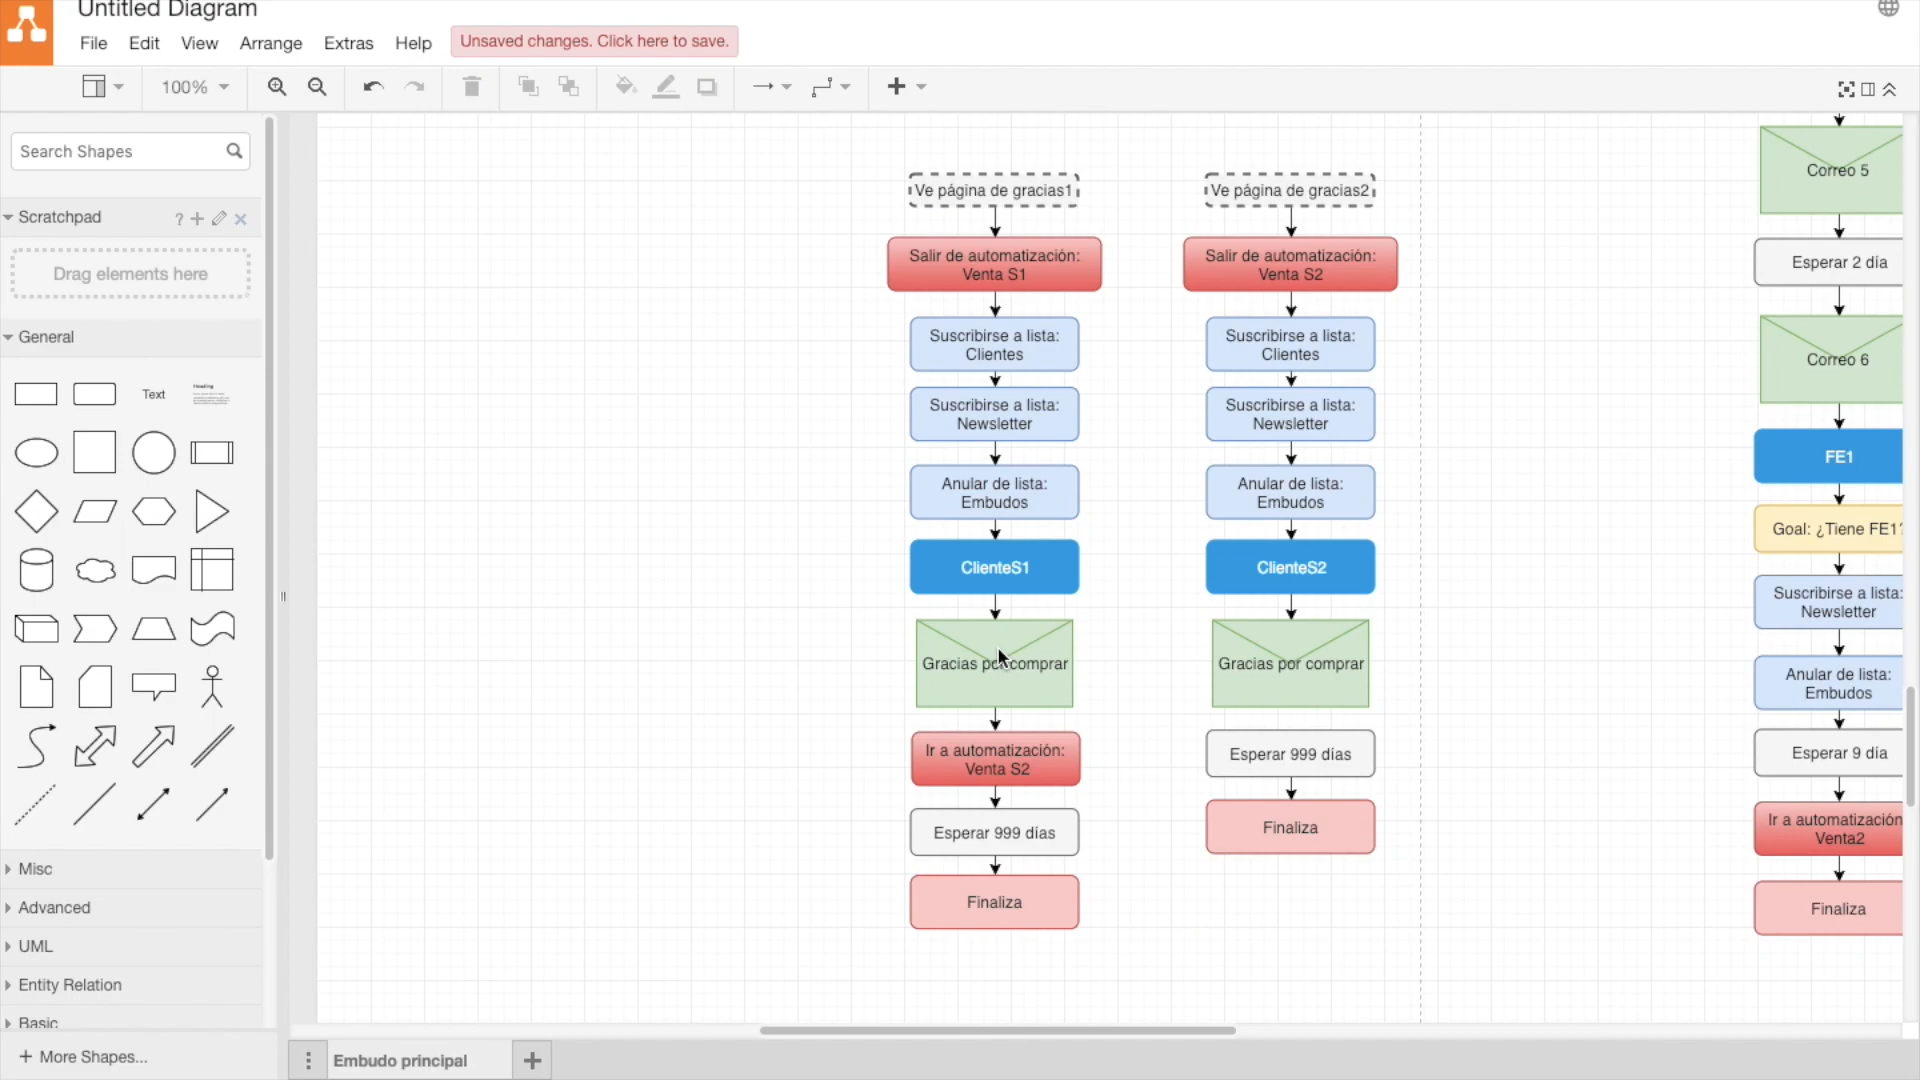 Untitled Diagram
File Edit View Arrange Extras Help Unsaved changes. Click here to save.
100%
Search Shapes
Scratchpad
?
Drag elements here
General
Text
Heading
Misc
Advanced
UML
Entity Relation
Basic
+ More Shapes...
Ve página de gracias1
Salir de automatización:
Venta S1
Suscribirse a lista:
Clientes
Suscribirse a lista:
Newsletter
Anular de lista:
Embudos
ClienteS1
Gracias por comprar
Ir a automatización:
Venta S2
Esperar 999 días
Finaliza
Ve página de gracias2
Salir de automatización:
Venta S2
Suscribirse a lista:
Clientes
Suscribirse a lista:
Newsletter
Anular de lista:
Embudos
ClienteS2
Gracias por comprar
Esperar 999 días
Finaliza
Correo 5
Esperar 2 día
Correo 6
FE1
Goal: ¿Tiene FE1?
Suscribirse a lista:
Newsletter
Anular de lista:
Embudos
Esperar 9 día
Ir a automatización
Venta2
Finaliza
Embudo principal